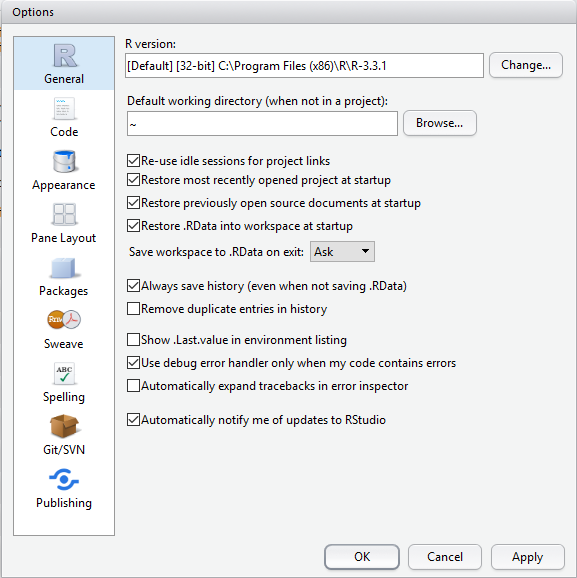 Options
R version:
[Default] [32-bit] C:\Program Files (x86)\R\R-3.3.1
Change...
Default working directory (when not in a project):
~
Browse...
Re-use idle sessions for project links
Restore most recently opened project at startup
Restore previously open source documents at startup
Restore .RData into workspace at startup
Save workspace to .RData on exit: Ask
Always save history (even when not saving .RData)
Remove duplicate entries in history
Show .Last.value in environment listing
Use debug error handler only when my code contains errors
Automatically expand tracebacks in error inspector
Automatically notify me of updates to RStudio
R
General
Code
Appearance
Pane Layout
Packages
Rnw
Sweave
ABC
Spelling
Git/SVN
Publishing
OK
Cancel
Apply